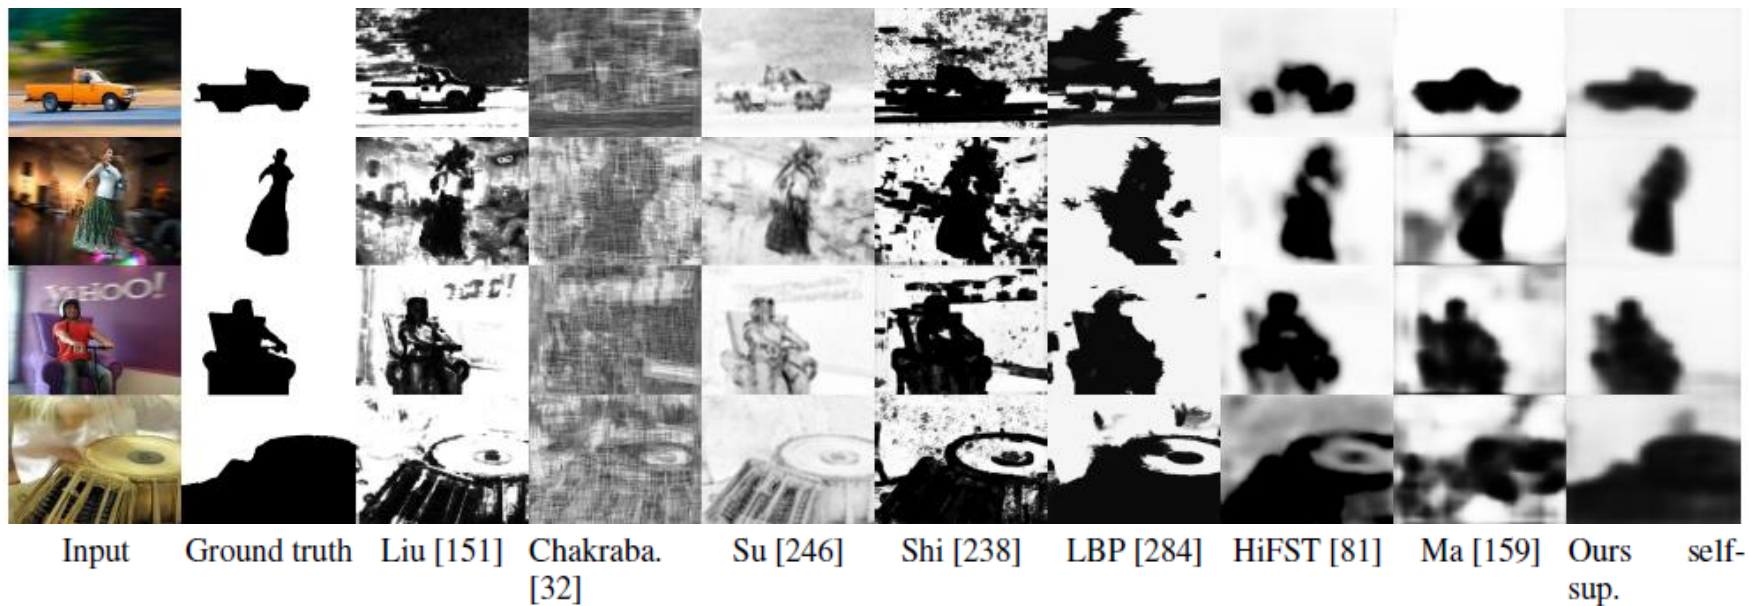 YAHOO!
Input Ground truth Liu [151] Chakraba. Su [246] Shi [238] LBP [284] HiFST [81] Ma [159] Ours self-
[32] sup.